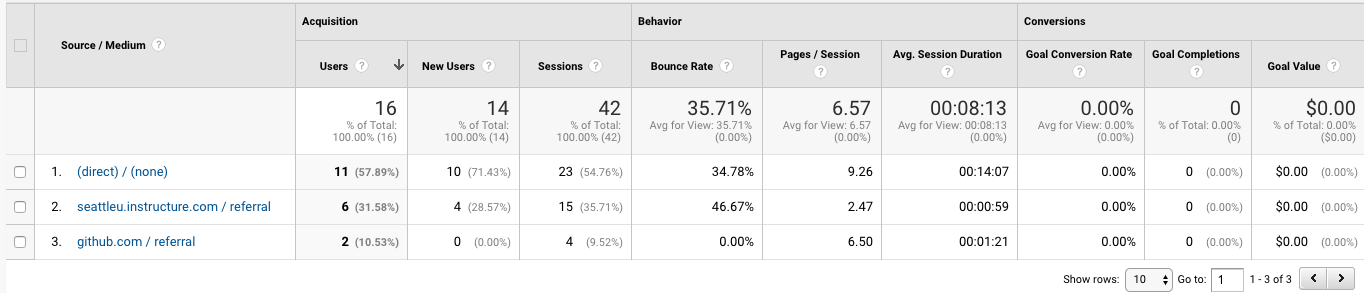 Acquisition Behavior Conversions
Source / Medium ?
Users ? New Users ? Sessions ? Bounce Rate ? Pages / Session ? Avg. Session Duration ? Goal Conversion Rate ? Goal Completions ? Goal Value ?
16 14 42 35.71% 6.57 00:08:13 0.00% 0 $0.00
% of Total: % of Total: % of Total: Avg for View: 35.71% Avg for View: 6.57 Avg for View: 00:08:13 Avg for View: 0.00% % of Total: 0.00% % of Total: 0.00%
100.00% (16) 100.00% (14) 100.00% (42) (0.00%) (0.00%) (0.00%) (0.00%) (0) ($0.00)
1. (direct) / (none) 11 (57.89%) 10 (71.43%) 23 (54.76%) 34.78% 9.26 00:14:07 0.00% 0 (0.00%) $0.00 (0.00%)
2. seattleu.instructure.com / referral 6 (31.58%) 4 (28.57%) 15 (35.71%) 46.67% 2.47 00:00:59 0.00% 0 (0.00%) $0.00 (0.00%)
3. github.com / referral 2 (10.53%) 0 (0.00%) 4 (9.52%) 0.00% 6.50 00:01:21 0.00% 0 (0.00%) $0.00 (0.00%)
Show rows: 10 Go to: 1 1 - 3 of 3